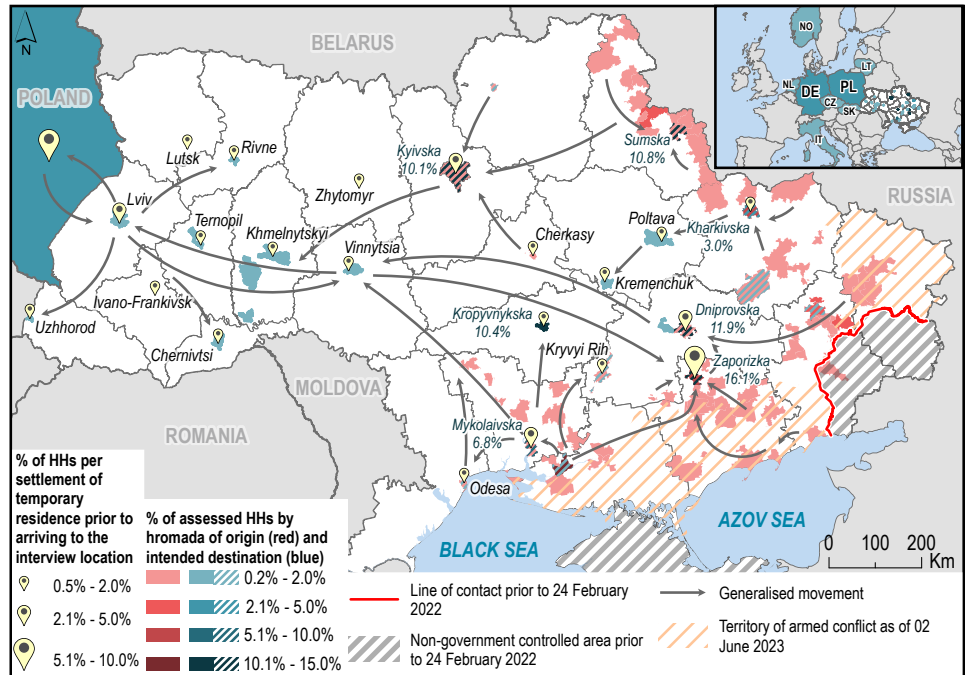 N
BELARUS
POLAND
Lutsk
Rivne
Kyivska
10.1%
Sumska
10.8%
RUSSIA
Zhytomyr
Lviv
Ternopil
Khmelnytskyi
Vinnytsia
Cherkasy
Poltava
Kharkivska
3.0%
Kremenchuk
Ivano-Frankivsk
Uzhhorod
Chernivtsi
Kropyvnykska
10.4%
Dniprovska
11.9%
Kryvyi Rih
Zaporizka
16.1%
MOLDOVA
ROMANIA
Mykolaivska
6.8%
Odesa
BLACK SEA
AZOV SEA
0 100 200
Km
NO
LT
NL
DE
PL
CZ
SK
IT
% of HHs per
settlement of
temporary
residence prior to
arriving to the
interview location
0.5% - 2.0%
2.1% - 5.0%
5.1% - 10.0%
% of assessed HHs by
hromada of origin (red) and
intended destination (blue)
0.2% - 2.0%
2.1% - 5.0%
5.1% - 10.0%
10.1% - 15.0%
Line of contact prior to 24 February
2022
Non-government controlled area prior
to 24 February 2022
Generalised movement
Territory of armed conflict as of 02
June 2023